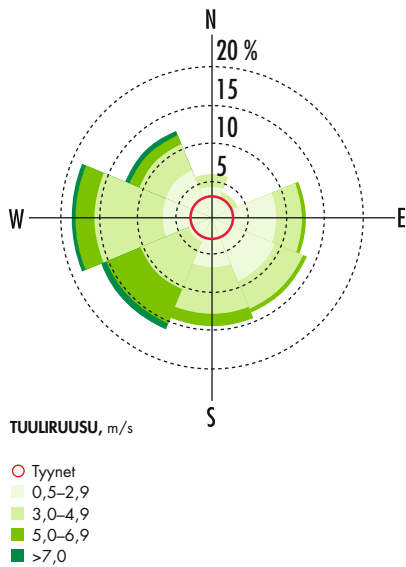 N
20 %
15
10
5
W
E
S
TUULIRUUSU, m/s
Tyynet
0,5–2,9
3,0–4,9
5,0–6,9
>7,0